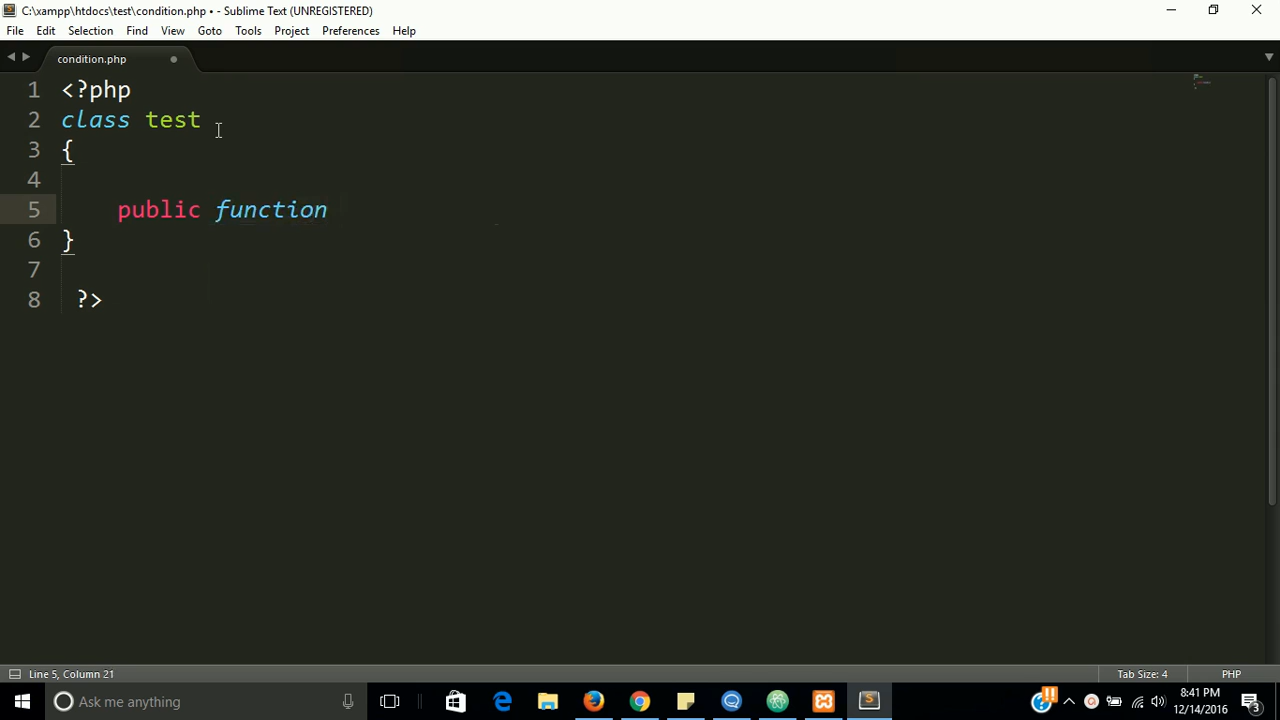 C:\xampp\htdocs\test\condition.php • - Sublime Text (UNREGISTERED)
File Edit Selection Find View Goto Tools Project Preferences Help
condition.php
1 <?php
2 class test
3 {
4
5 public function
6 }
7
8 ?>
Line 5, Column 21 Tab Size: 4 PHP
Ask me anything
8:41 PM
12/14/2016
3